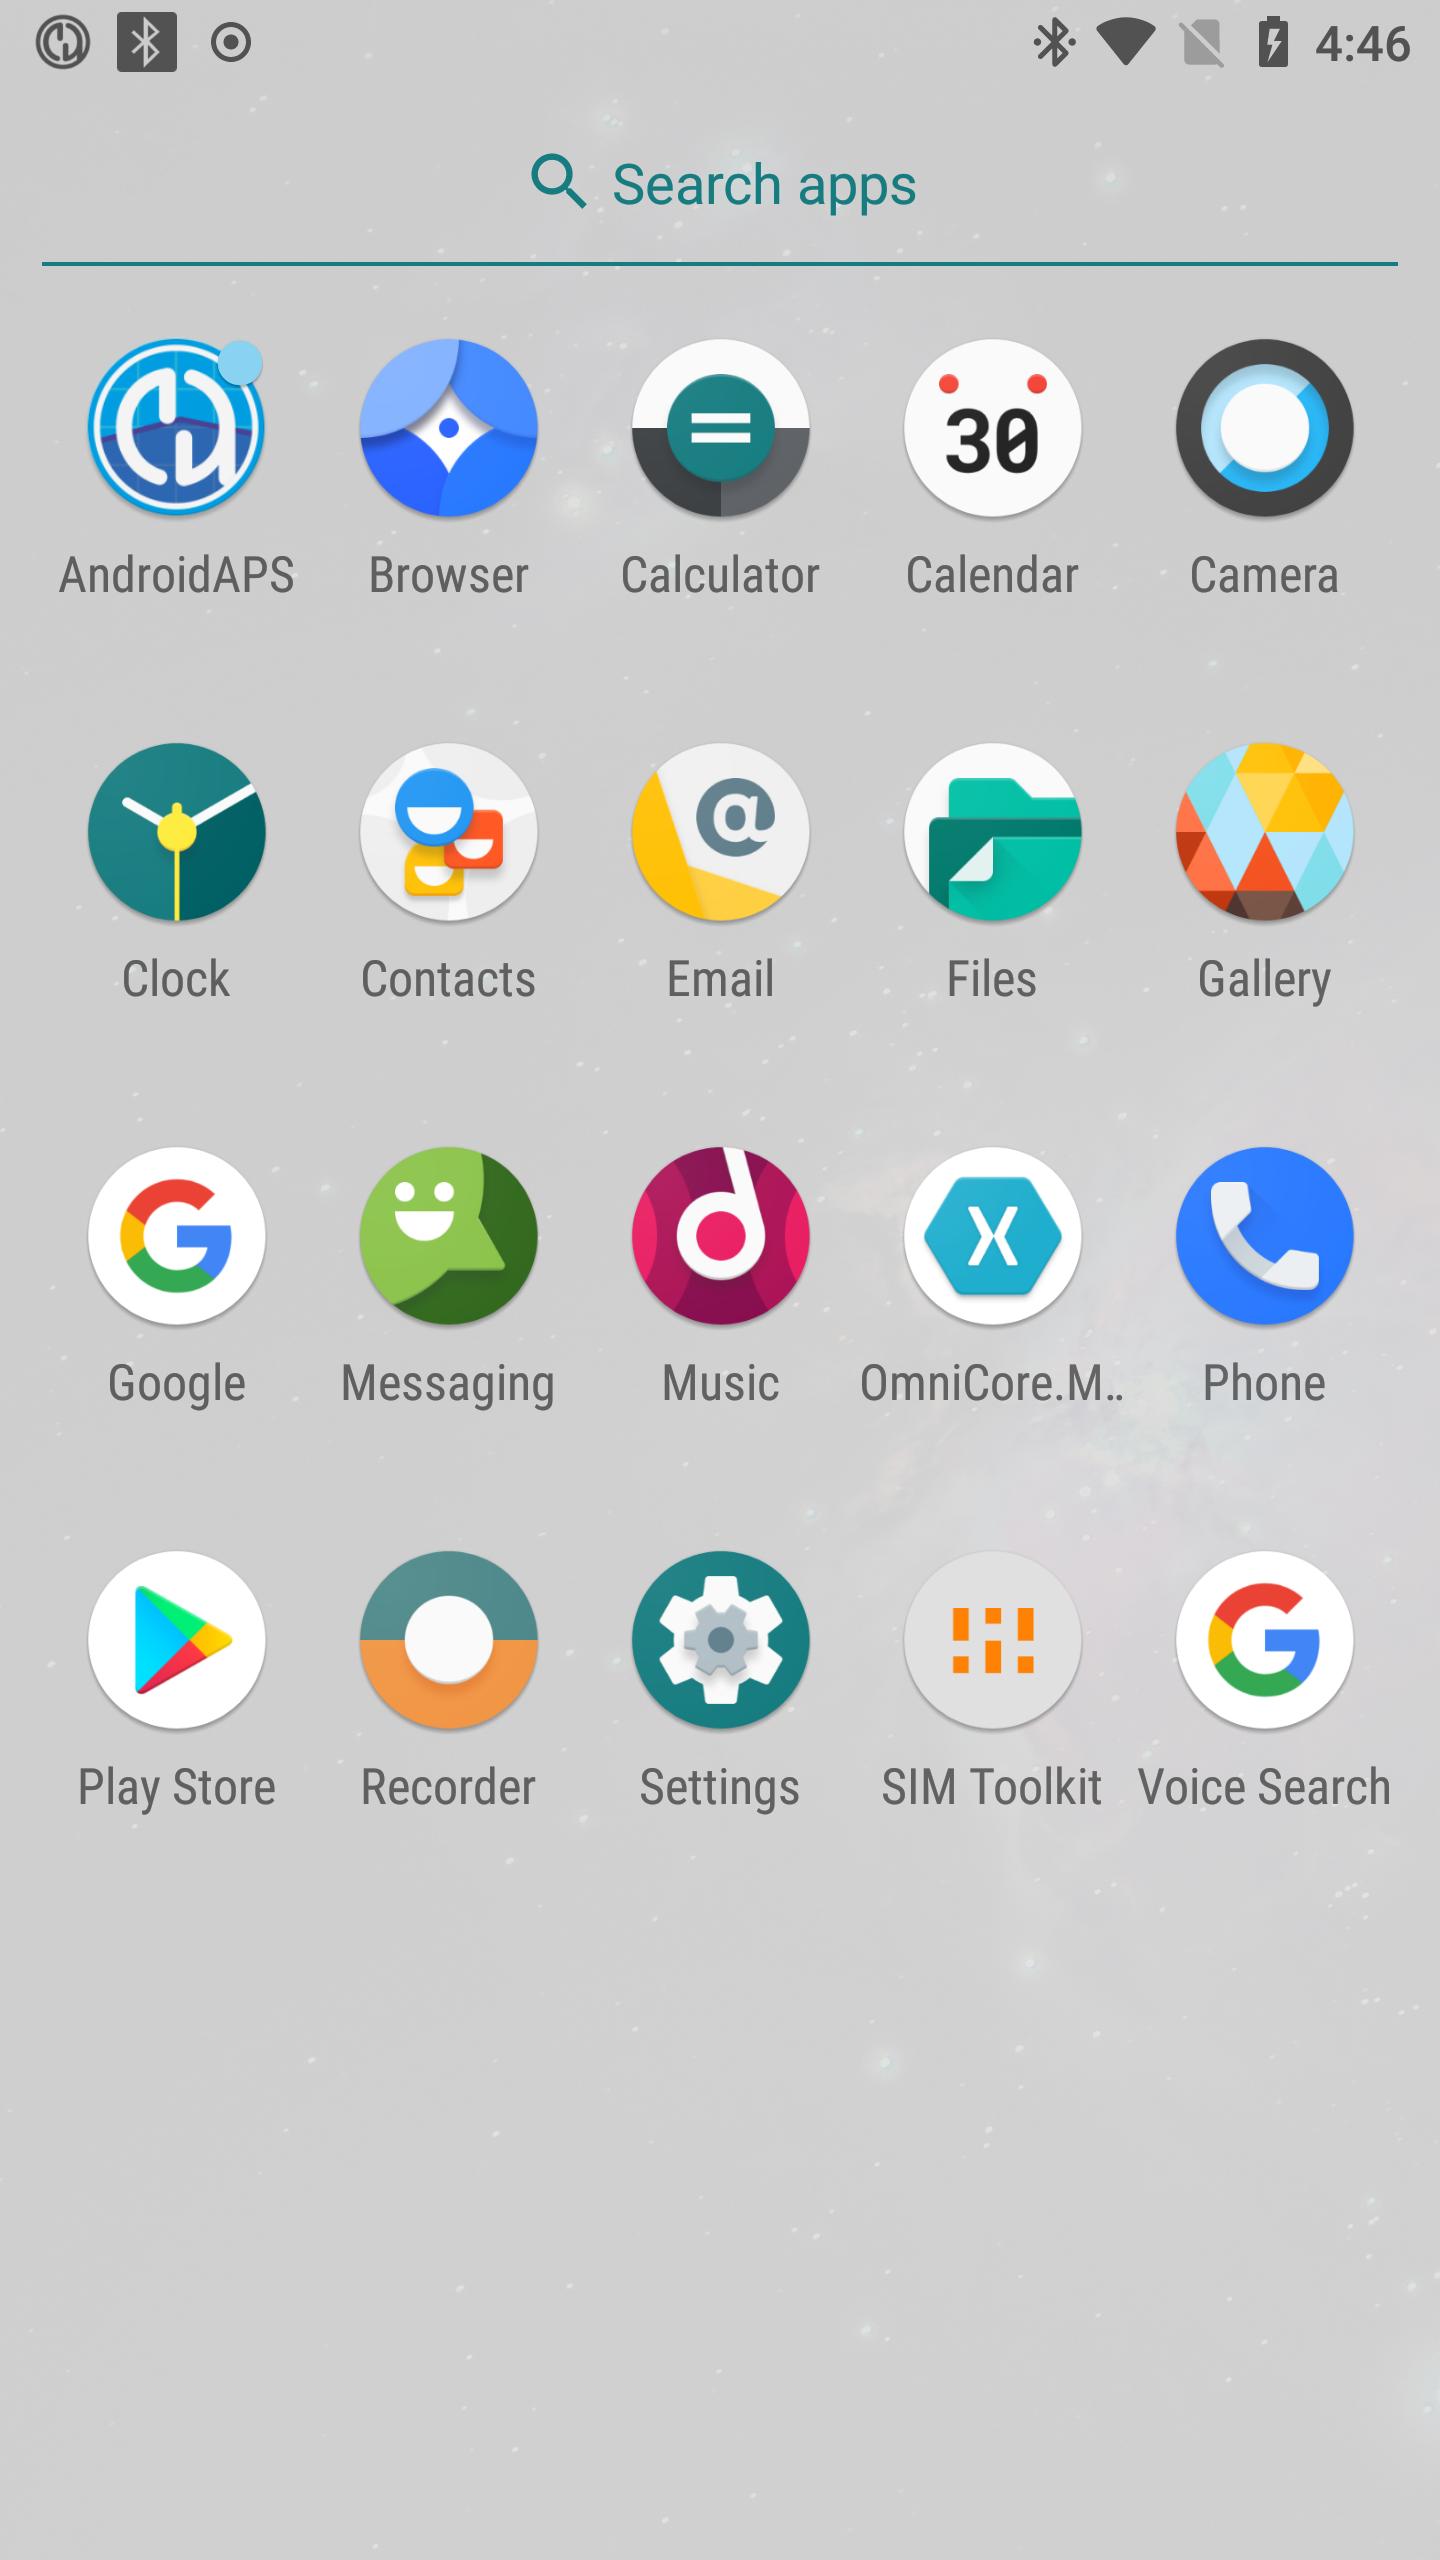 4:46
Search apps
30
AndroidAPS Browser Calculator Calendar Camera
@
Clock Contacts Email Files Gallery
Google Messaging Music OmniCore.M.. Phone
Play Store Recorder Settings SIM Toolkit Voice Search